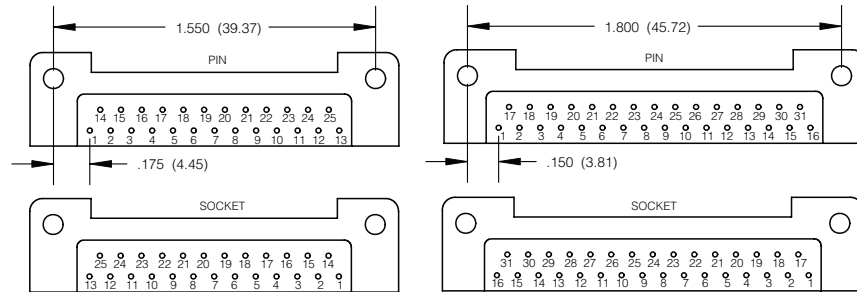 1.550 (39.37)
PIN
14 15 16 17 18 19 20 21 22 23 24 25
1 2 3 4 5 6 7 8 9 10 11 12 13
.175 (4.45)
SOCKET
25 24 23 22 21 20 19 18 17 16 15 14
13 12 11 10 9 8 7 6 5 4 3 2 1
1.800 (45.72)
PIN
17 18 19 20 21 22 23 24 25 26 27 28 29 30 31
1 2 3 4 5 6 7 8 9 10 11 12 13 14 15 16
.150 (3.81)
SOCKET
31 30 29 28 27 26 25 24 23 22 21 20 19 18 17
16 15 14 13 12 11 10 9 8 7 6 5 4 3 2 1